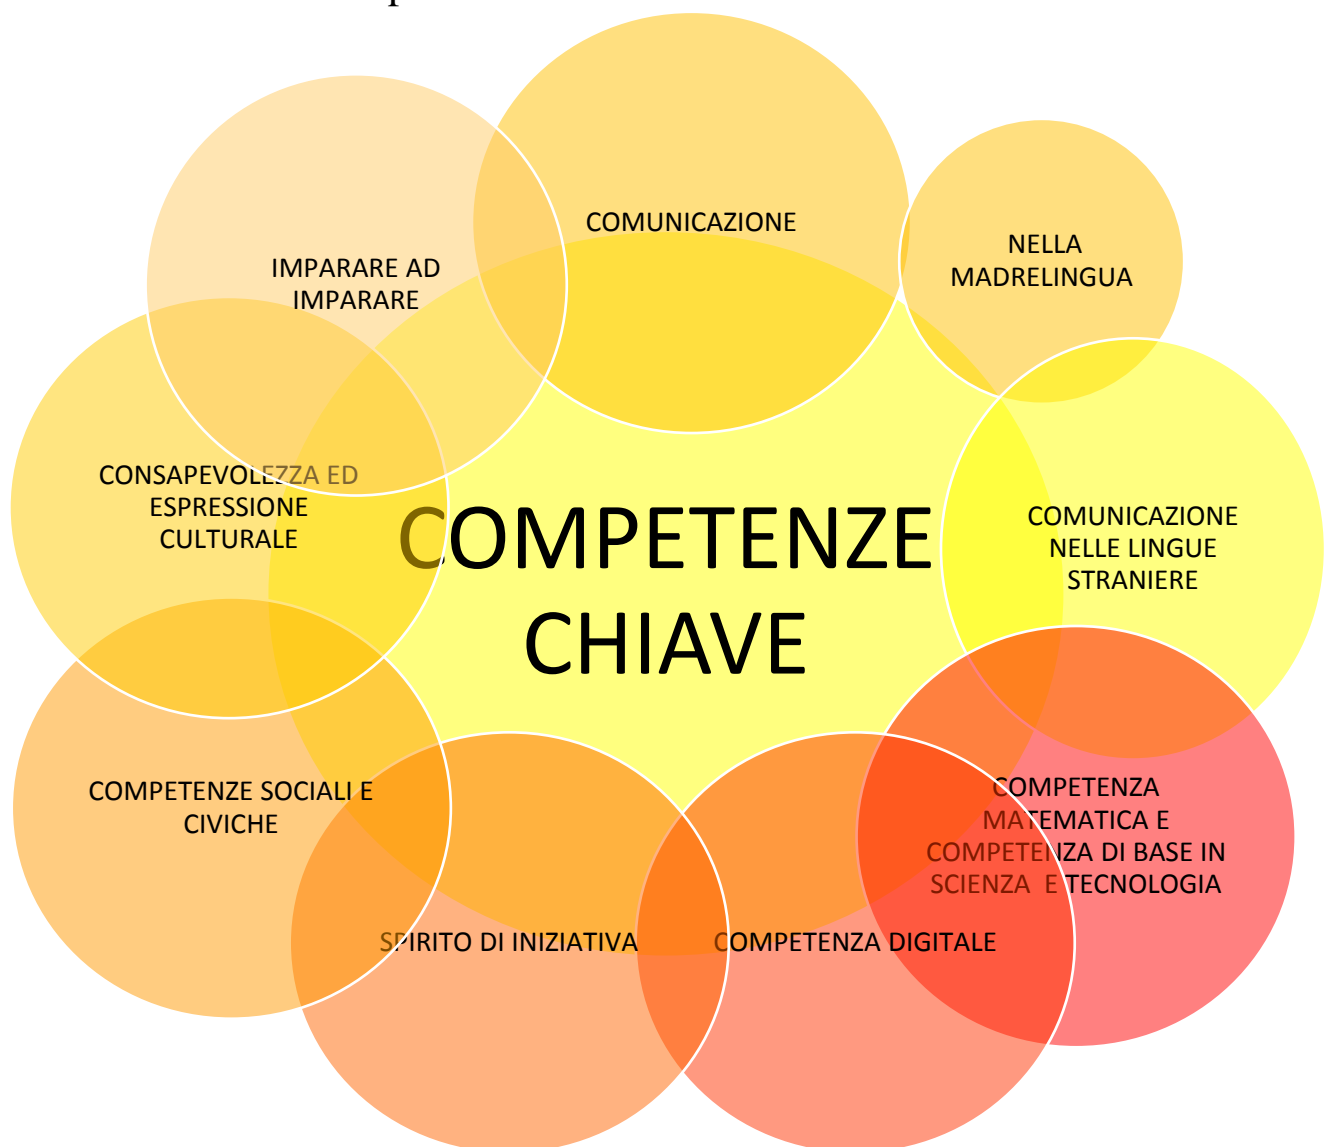 COMUNICAZIONE
NELLA
MADRELINGUA
IMPARARE AD
IMPARARE
CONSAPEVOLEZZA ED
ESPRESSIONE
CULTURALE
COMPETENZE
CHIAVE
COMUNICAZIONE
NELLE LINGUE
STRANIERE
COMPETENZE SOCIALI E
CIVICHE
COMPETENZA
MATEMATICA E
COMPETENZA DI BASE IN
SCIENZA E TECNOLOGIA
SPIRITO DI INIZIATIVA
COMPETENZA DIGITALE